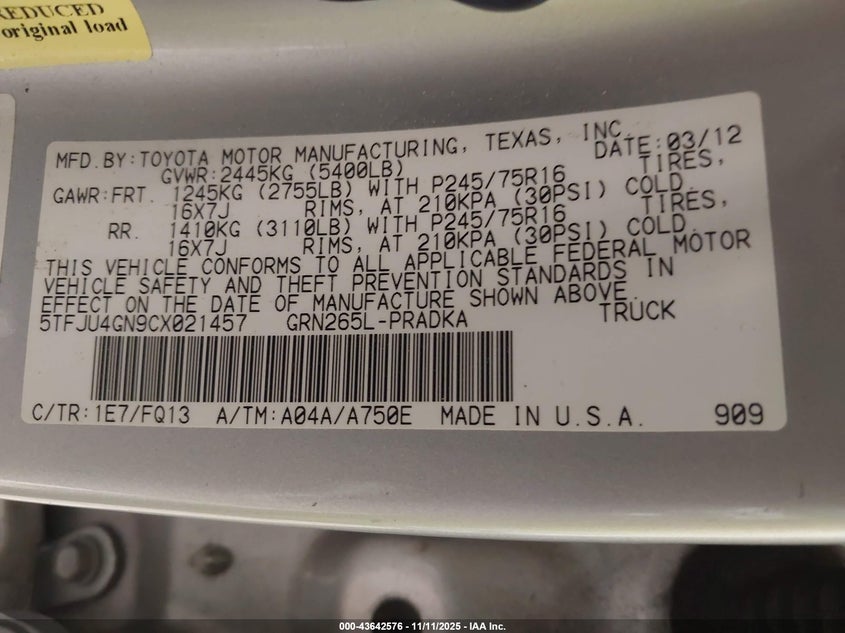 REDUCED
original load
MFD.BY:TOYOTA MOTOR MANUFACTURING, TEXAS, INC.
DATE:03/12
GVWR:2445KG (5400LB)
GAWR:FRT. 1245KG (2755LB) WITH P245/75R16 TIRES,
16X7J RIMS, AT 210KPA (30PSI) COLD.
RR. 1410KG (3110LB) WITH P245/75R16 TIRES,
16X7J RIMS, AT 210KPA (30PSI) COLD.
THIS VEHICLE CONFORMS TO ALL APPLICABLE FEDERAL MOTOR
VEHICLE SAFETY AND THEFT PREVENTION STANDARDS IN
EFFECT ON THE DATE OF MANUFACTURE SHOWN ABOVE.
5TFJU4GN9CX021457 GRN265L-PRADKA TRUCK
C/TR:1E7/FQ13 A/TM:A04A/A750E MADE IN U.S.A. 909
000-43642576 - 11/11/2025 - IAA Inc.